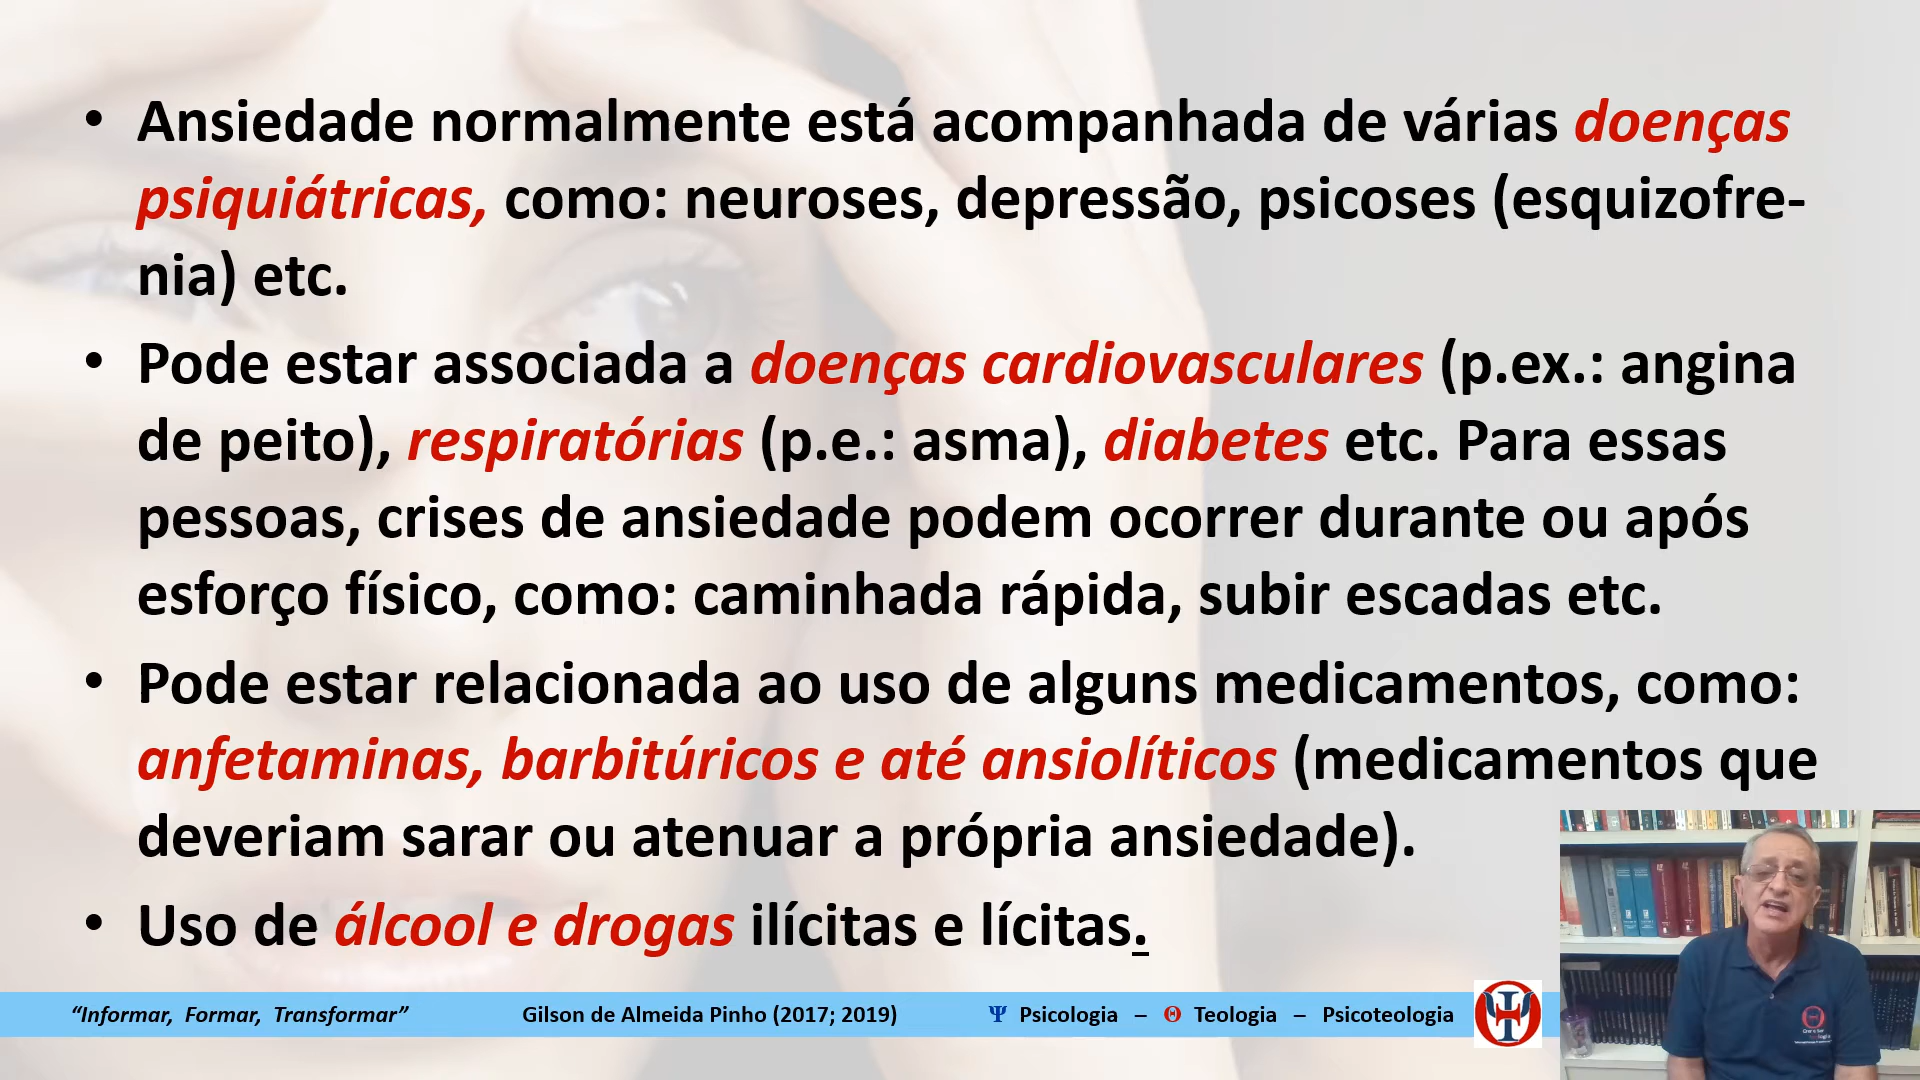 • Ansiedade normalmente está acompanhada de várias doenças
psiquiátricas, como: neuroses, depressão, psicoses (esquizofre-
nia) etc.
• Pode estar associada a doenças cardiovasculares (p.ex.: angina
de peito), respiratórias (p.e.: asma), diabetes etc. Para essas
pessoas, crises de ansiedade podem ocorrer durante ou após
esforço físico, como: caminhada rápida, subir escadas etc.
• Pode estar relacionada ao uso de alguns medicamentos, como:
anfetaminas, barbitúricos e até ansiolíticos (medicamentos que
deveriam sarar ou atenuar a própria ansiedade).
• Uso de álcool e drogas ilícitas e lícitas.
“Informar, Formar, Transformar” Gilson de Almeida Pinho (2017; 2019) Ψ Psicologia – Θ Teologia – Psicoteologia